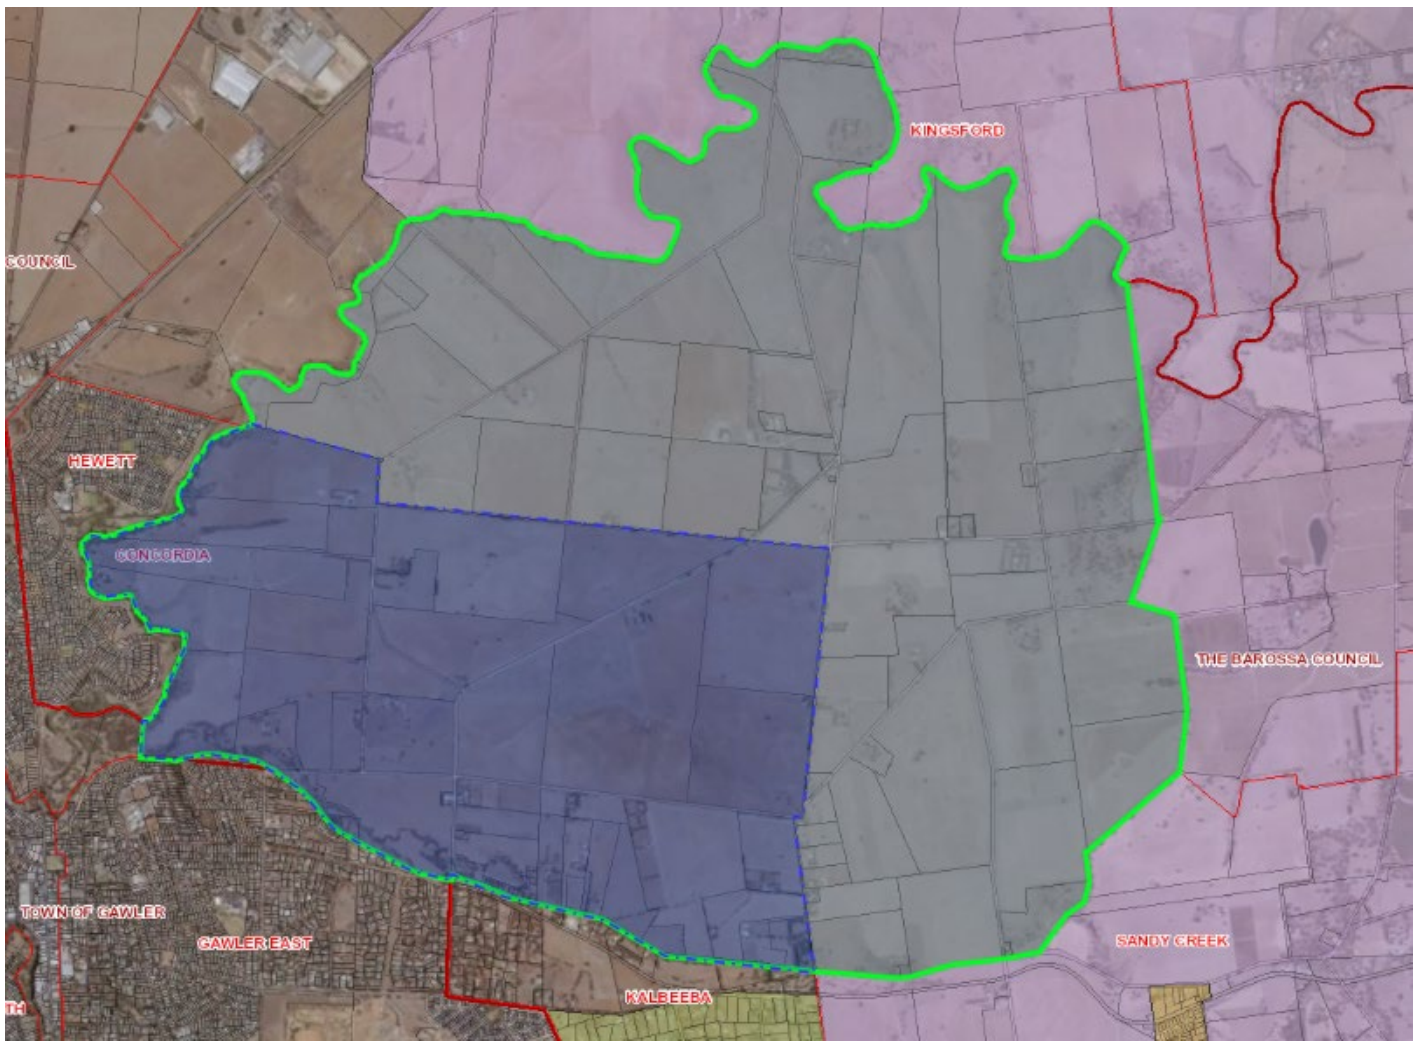 KINGSFORD
COUNCIL
HEWETT
CONCORDIA
THE BAROSSA COUNCIL
TOWN OF GAWLER
GAWLER EAST
SANDY CREEK
KALBEEBA
TH